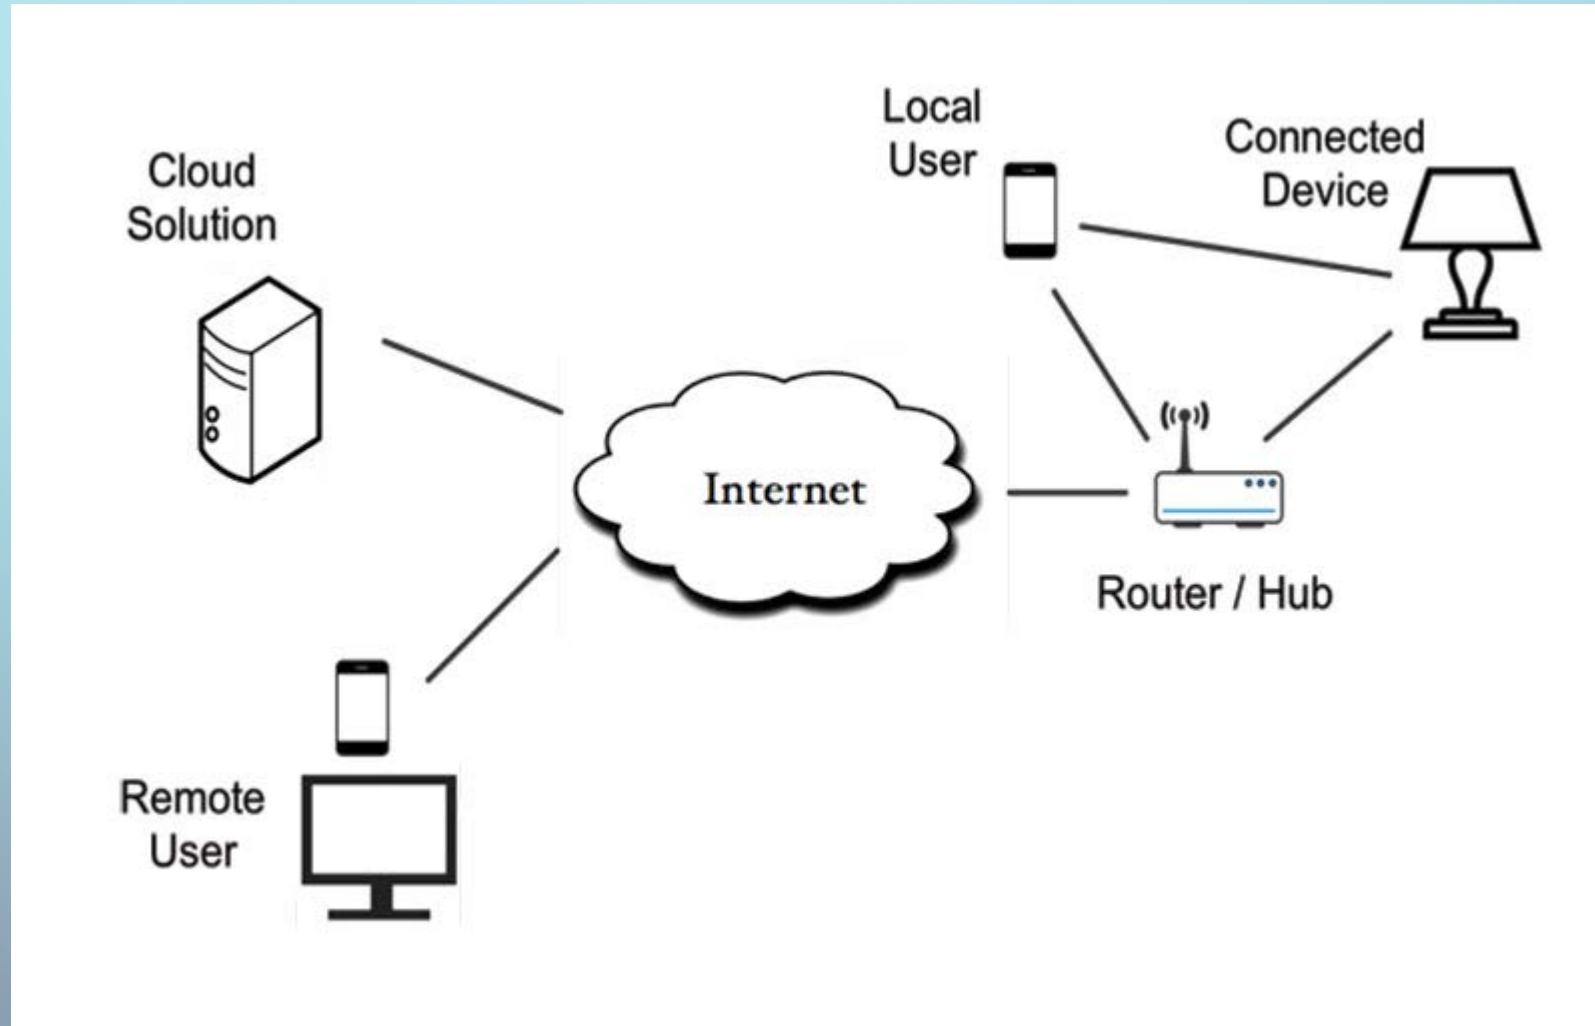 Local
User
Connected
Device
Cloud
Solution
Internet
Router / Hub
Remote
User